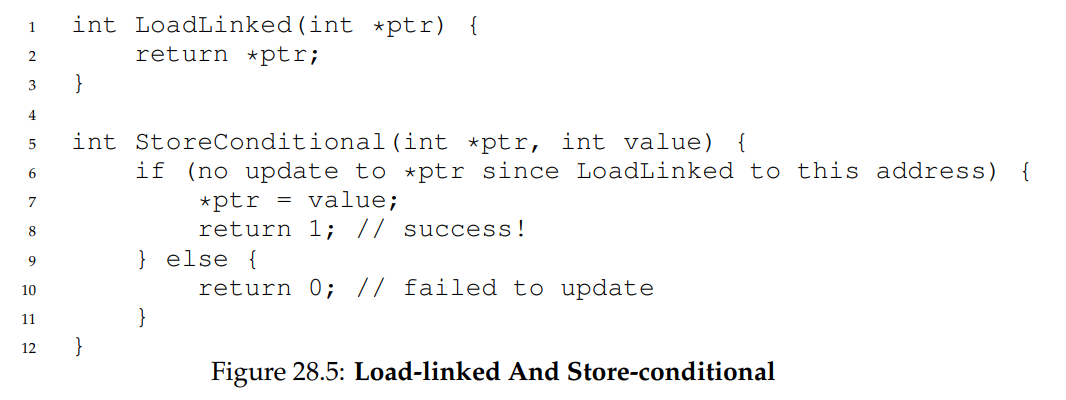 1 int LoadLinked(int *ptr) {
2 return *ptr;
3 }
4
5 int StoreConditional(int *ptr, int value) {
6 if (no update to *ptr since LoadLinked to this address) {
7 *ptr = value;
8 return 1; // success!
9 } else {
10 return 0; // failed to update
11 }
12 }
Figure 28.5: Load-linked And Store-conditional